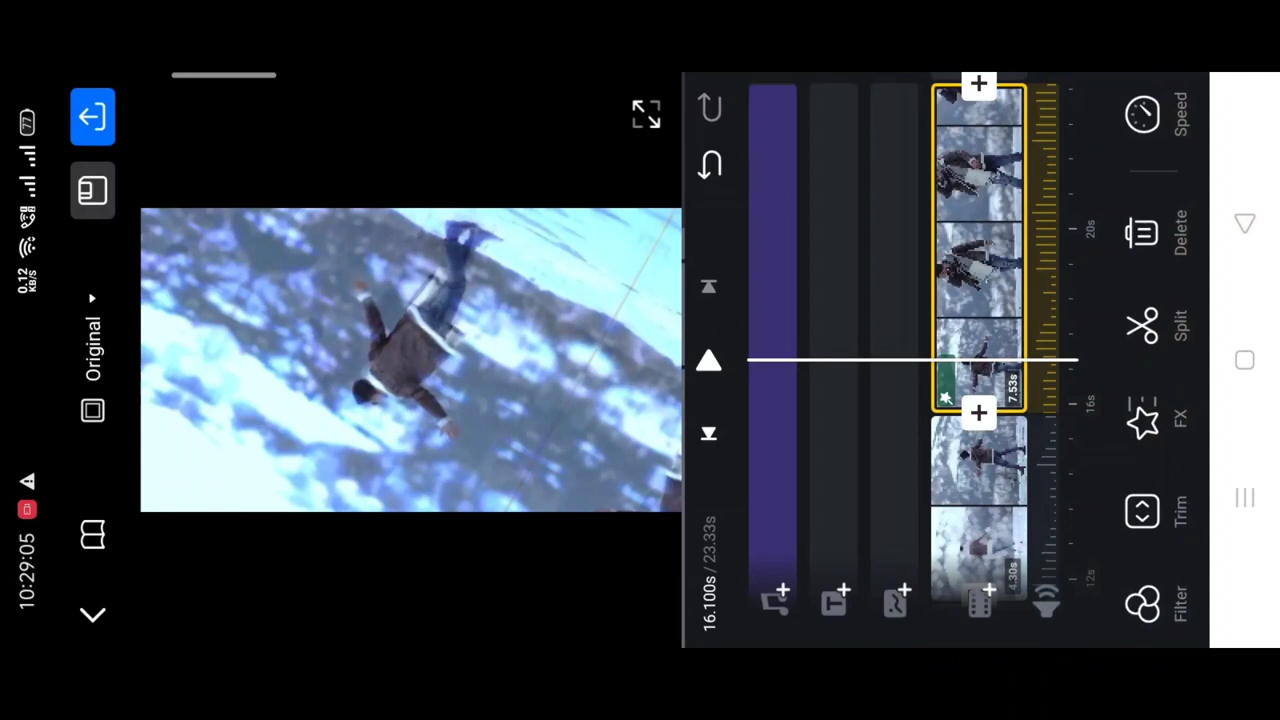 10:29:05
0.12
KB/s
77
Original
16.100s / 23.33s
4.30s
7.53s
12s
16s
20s
Filter
Trim
FX
Split
Delete
Speed